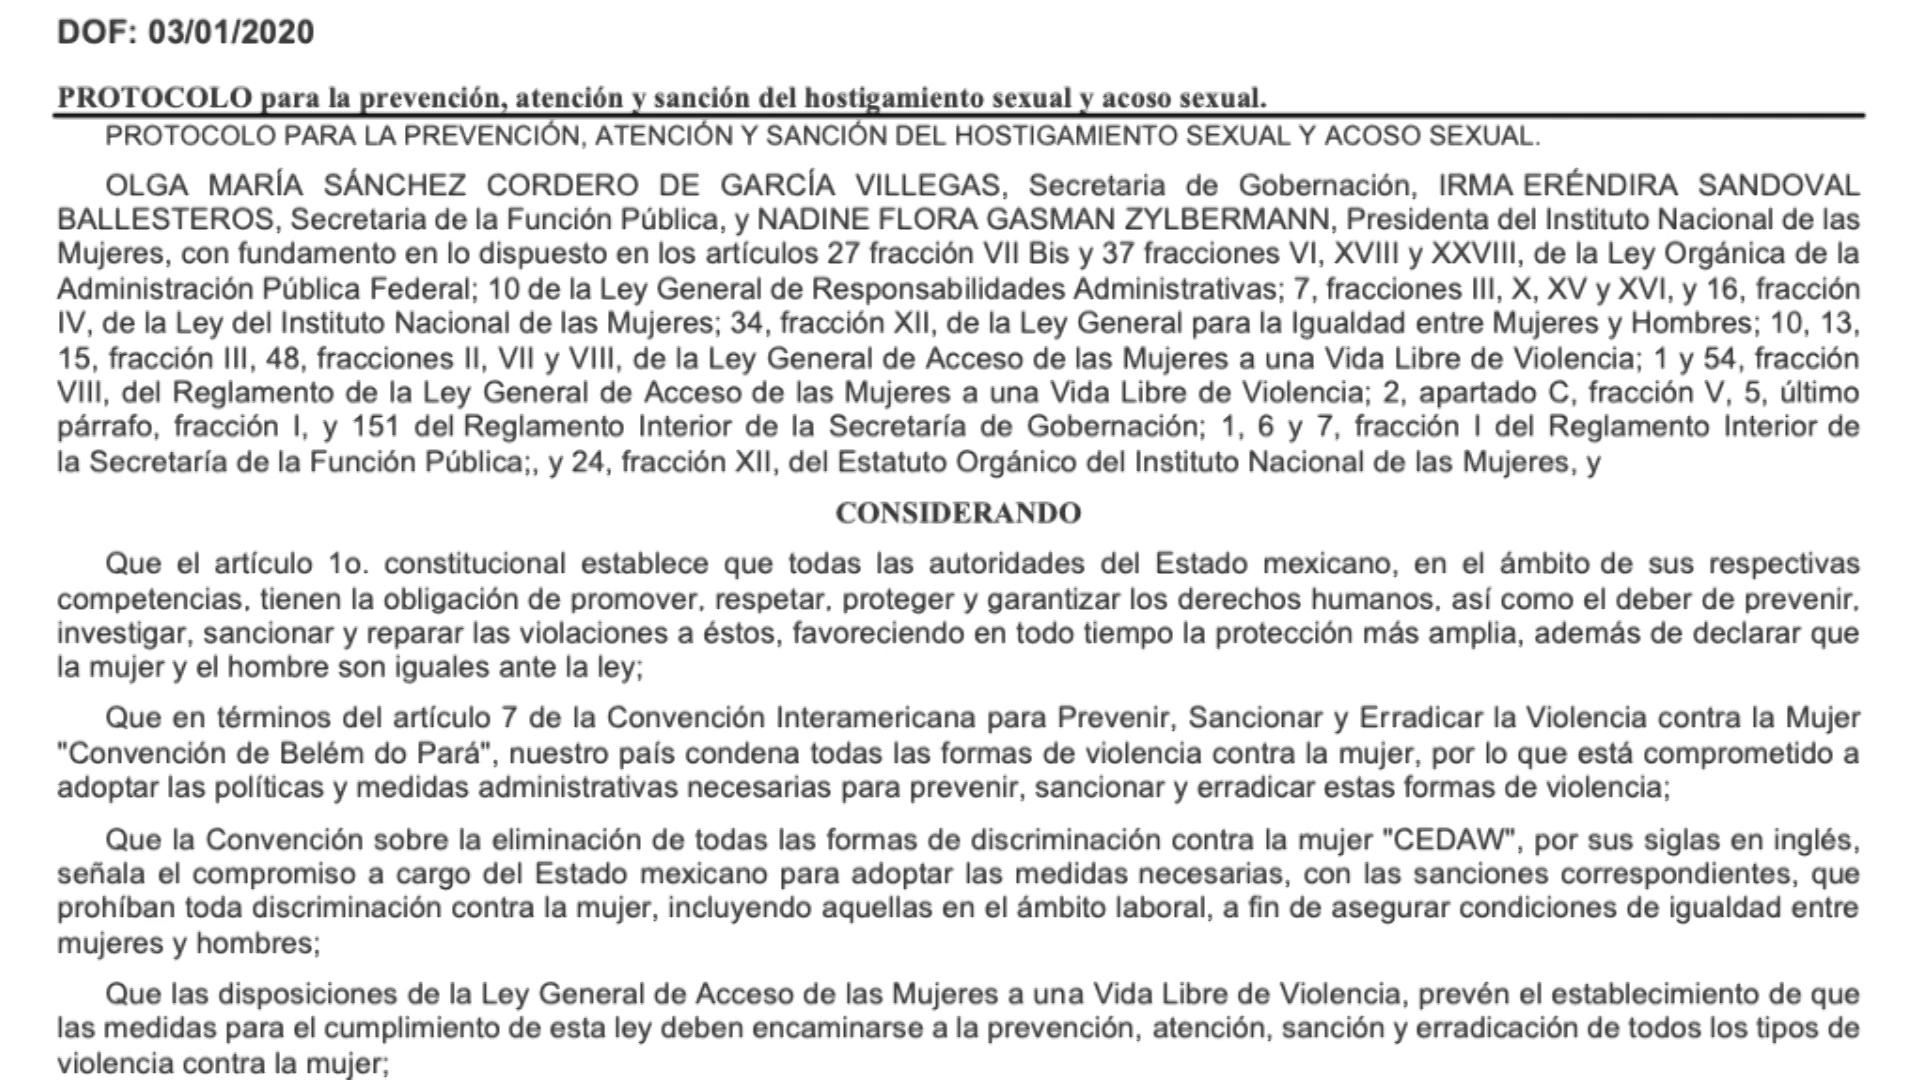 DOF: 03/01/2020
PROTOCOLO para la prevención, atención y sanción del hostigamiento sexual y acoso sexual.
PROTOCOLO PARA LA PREVENCIÓN, ATENCIÓN Y SANCIÓN DEL HOSTIGAMIENTO SEXUAL Y ACOSO SEXUAL.
OLGA MARÍA SÁNCHEZ CORDERO DE GARCÍA VILLEGAS, Secretaria de Gobernación, IRMA ERÉNDIRA SANDOVAL
BALLESTEROS, Secretaria de la Función Pública, y NADINE FLORA GASMAN ZYLBERMANN, Presidenta del Instituto Nacional de las
Mujeres, con fundamento en lo dispuesto en los artículos 27 fracción VII Bis y 37 fracciones VI, XVIII y XXVIII, de la Ley Orgánica de la
Administración Pública Federal; 10 de la Ley General de Responsabilidades Administrativas; 7, fracciones III, X, XV y XVI, y 16, fracción
IV, de la Ley del Instituto Nacional de las Mujeres; 34, fracción XII, de la Ley General para la Igualdad entre Mujeres y Hombres; 10, 13,
15, fracción III, 48, fracciones II, VII y VIII, de la Ley General de Acceso de las Mujeres a una Vida Libre de Violencia; 1 y 54, fracción
VIII, del Reglamento de la Ley General de Acceso de las Mujeres a una Vida Libre de Violencia; 2, apartado C, fracción V, 5, último
párrafo, fracción I, y 151 del Reglamento Interior de la Secretaría de Gobernación; 1, 6 y 7, fracción I del Reglamento Interior de
la Secretaría de la Función Pública;, y 24, fracción XII, del Estatuto Orgánico del Instituto Nacional de las Mujeres, y
CONSIDERANDO
Que el artículo 1o. constitucional establece que todas las autoridades del Estado mexicano, en el ámbito de sus respectivas
competencias, tienen la obligación de promover, respetar, proteger y garantizar los derechos humanos, así como el deber de prevenir,
investigar, sancionar y reparar las violaciones a éstos, favoreciendo en todo tiempo la protección más amplia, además de declarar que
la mujer y el hombre son iguales ante la ley;
Que en términos del artículo 7 de la Convención Interamericana para Prevenir, Sancionar y Erradicar la Violencia contra la Mujer
"Convención de Belém do Pará", nuestro país condena todas las formas de violencia contra la mujer, por lo que está comprometido a
adoptar las políticas y medidas administrativas necesarias para prevenir, sancionar y erradicar estas formas de violencia;
Que la Convención sobre la eliminación de todas las formas de discriminación contra la mujer "CEDAW", por sus siglas en inglés,
señala el compromiso a cargo del Estado mexicano para adoptar las medidas necesarias, con las sanciones correspondientes, que
prohíban toda discriminación contra la mujer, incluyendo aquellas en el ámbito laboral, a fin de asegurar condiciones de igualdad entre
mujeres y hombres;
Que las disposiciones de la Ley General de Acceso de las Mujeres a una Vida Libre de Violencia, prevén el establecimiento de que
las medidas para el cumplimiento de esta ley deben encaminarse a la prevención, atención, sanción y erradicación de todos los tipos de
violencia contra la mujer;